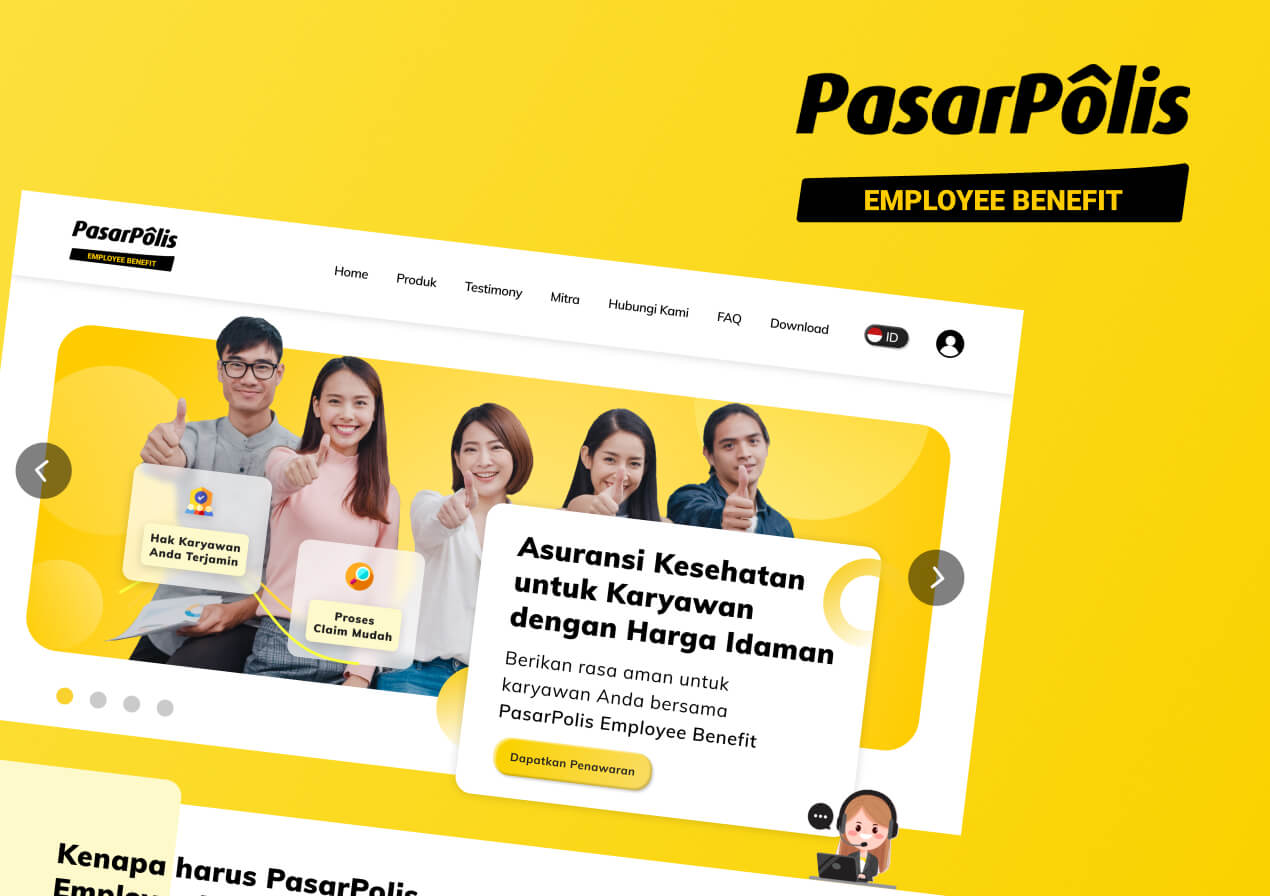 PasarPôlis
EMPLOYEE BENEFIT
PasarPôlis
EMPLOYEE BENEFIT
Home
Produk
Testimony
Mitra
Hubungi Kami
FAQ
Download
ID
Hak Karyawan
Anda Terjamin
Proses
Claim Mudah
Asuransi Kesehatan
untuk Karyawan
dengan Harga Idaman
Berikan rasa aman untuk
karyawan Anda bersama
PasarPolis Employee Benefit
Dapatkan Penawaran
Kenapa harus PasarPolis